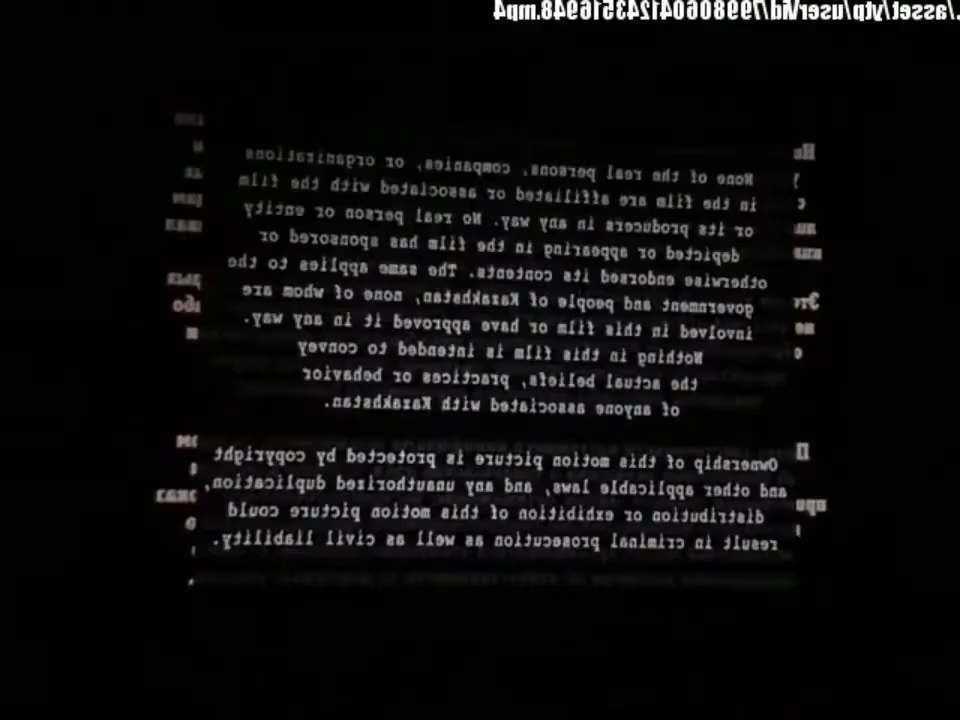 ./asset/ytp/user/Vid/799806041243516948.mp4
None of the real persons, companies, or organizations
in the film are affiliated or associated with the film
or its producers in any way. No real person or entity
depicted or appearing in the film has sponsored or
otherwise endorsed its contents. The same applies to the
government and people of Kazakhstan, none of whom are
involved in this film or have approved it in any way.
Nothing in this film is intended to convey
the actual beliefs, practices or behavior
of anyone associated with Kazakhstan.
Ownership of this motion picture is protected by copyright
and other applicable laws, and any unauthorized duplication,
distribution or exhibition of this motion picture could
result in criminal prosecution as well as civil liability.